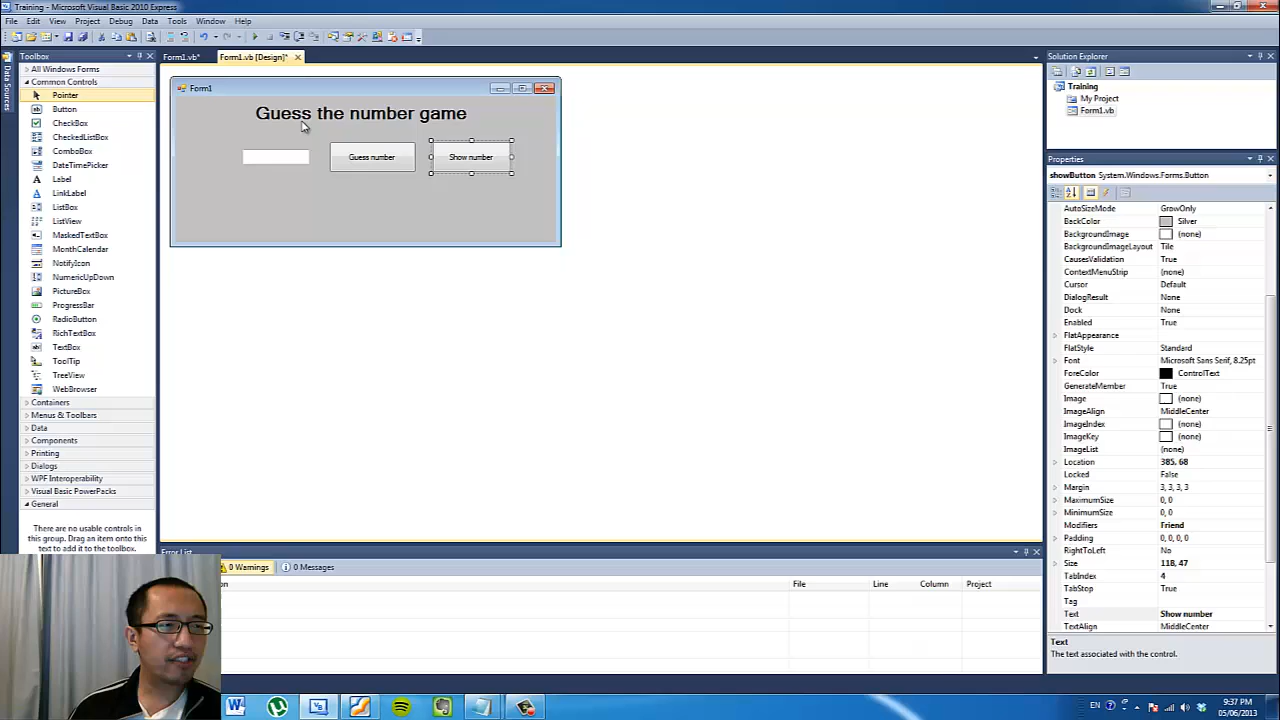 Training - Microsoft Visual Basic 2010 Express
File Edit View Project Debug Data Tools Window Help
Toolbox
Form1.vb* Form1.vb [Design]*
Solution Explorer
Data Sources
All Windows Forms
Common Controls
Pointer
Button
CheckBox
CheckedListBox
ComboBox
DateTimePicker
Label
LinkLabel
ListBox
ListView
MaskedTextBox
MonthCalendar
NotifyIcon
NumericUpDown
PictureBox
ProgressBar
RadioButton
RichTextBox
TextBox
ToolTip
TreeView
WebBrowser
Containers
Menus & Toolbars
Data
Components
Printing
Dialogs
WPF Interoperability
Visual Basic PowerPacks
General
There are no usable controls in
this group. Drag an item onto this
text to add it to the toolbox.
Form1
Guess the number game
Guess number
Show number
Training
My Project
Form1.vb
Properties
showButton System.Windows.Forms.Button
AutoSizeMode GrowOnly
BackColor Silver
BackgroundImage (none)
BackgroundImageLayout Tile
CausesValidation True
ContextMenuStrip (none)
Cursor Default
DialogResult None
Dock None
Enabled True
FlatAppearance
FlatStyle Standard
Font Microsoft Sans Serif, 8.25pt
ForeColor ControlText
GenerateMember True
Image (none)
ImageAlign MiddleCenter
ImageIndex (none)
ImageKey (none)
ImageList (none)
Location 385, 68
Locked False
Margin 3, 3, 3, 3
MaximumSize 0, 0
MinimumSize 0, 0
Modifiers Friend
Padding 0, 0, 0, 0
RightToLeft No
Size 118, 47
TabIndex 4
TabStop True
Tag
Text Show number
TextAlign MiddleCenter
Text
The text associated with the control.
Error List
0 Warnings 0 Messages
File Line Column Project
EN
9:37 PM
05/06/2013